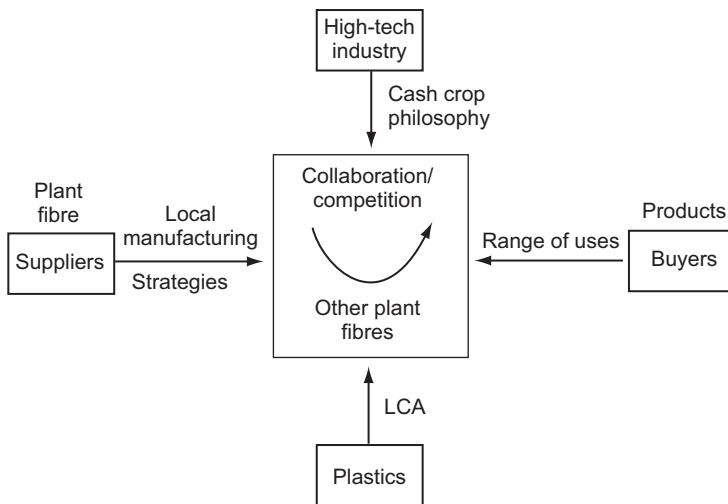 High-tech
industry
Cash crop
philosophy
Collaboration/
competition
Plant
fibre
Local
manufacturing
Suppliers
Strategies
Products
Range of uses
Buyers
Other plant
fibres
LCA
Plastics